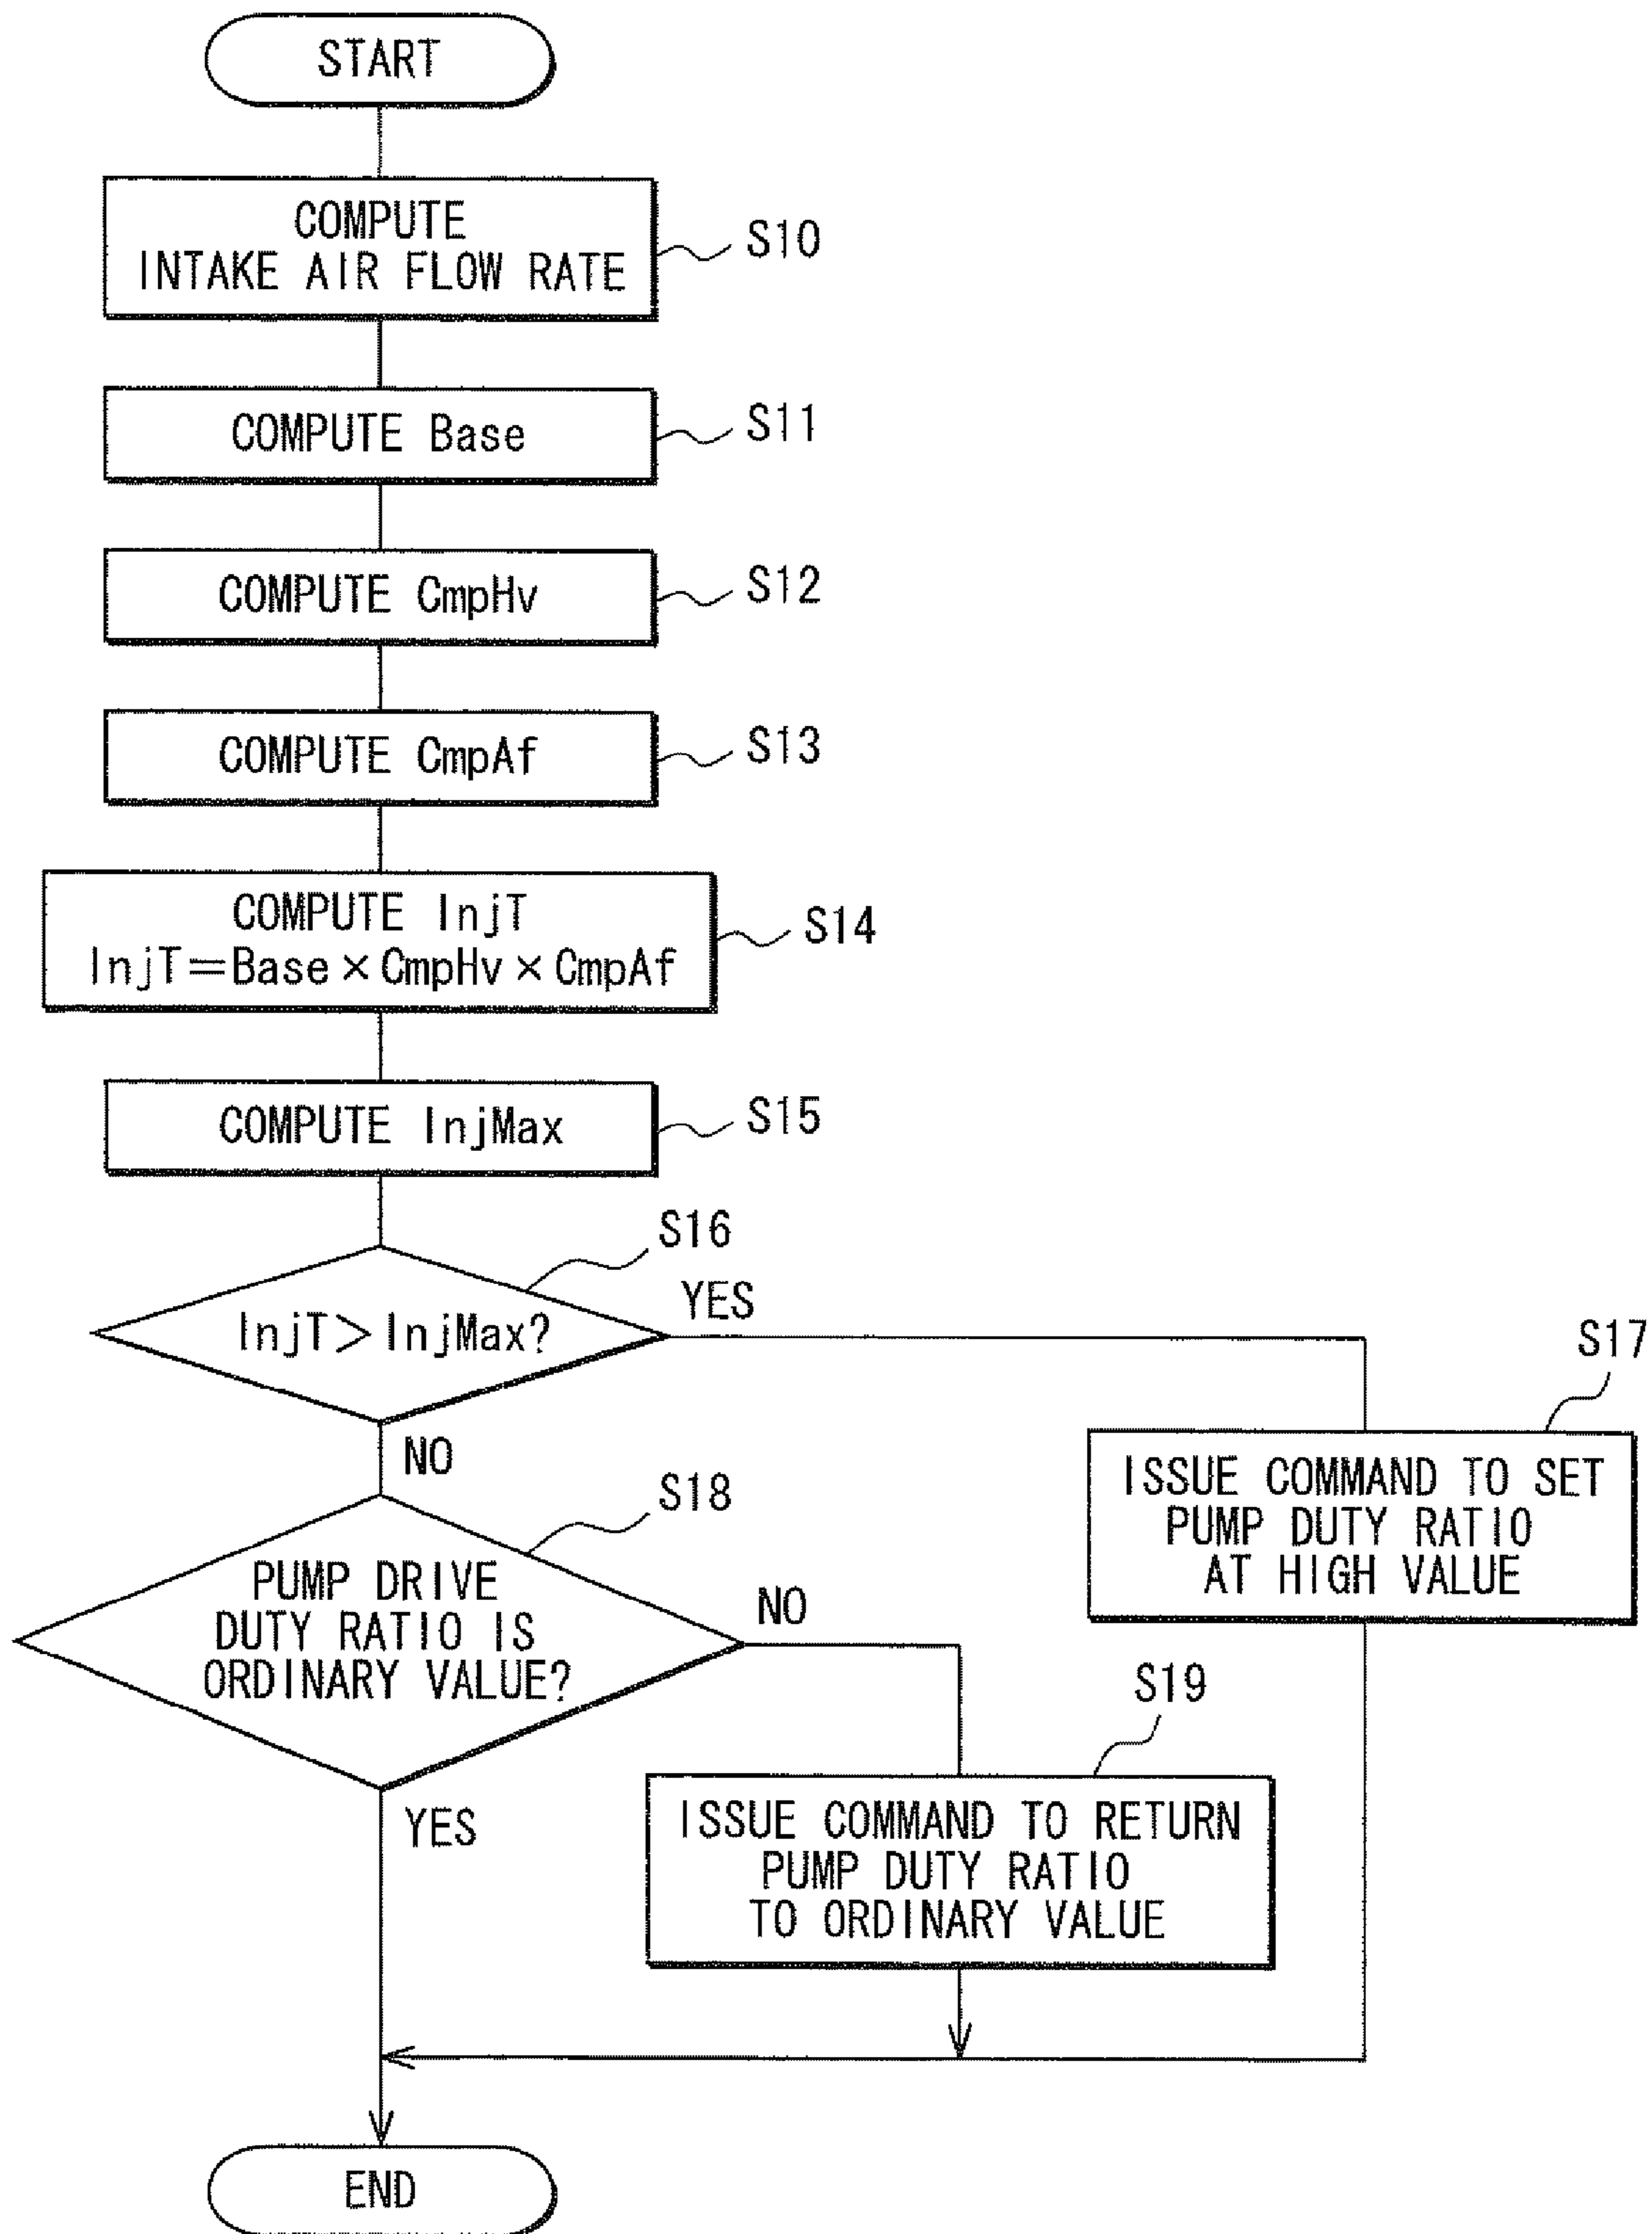 START
COMPUTE
INTAKE AIR FLOW RATE
S10
COMPUTE Base
S11
COMPUTE CmpHv
S12
COMPUTE CmpAf
S13
COMPUTE InjT
InjT=Base×CmpHv×CmpAf
S14
COMPUTE InjMax
S15
S16
InjT>InjMax?
YES
NO
S17
ISSUE COMMAND TO SET
PUMP DUTY RATIO
AT HIGH VALUE
S18
PUMP DRIVE
DUTY RATIO IS
ORDINARY VALUE?
NO
YES
S19
ISSUE COMMAND TO RETURN
PUMP DUTY RATIO
TO ORDINARY VALUE
END